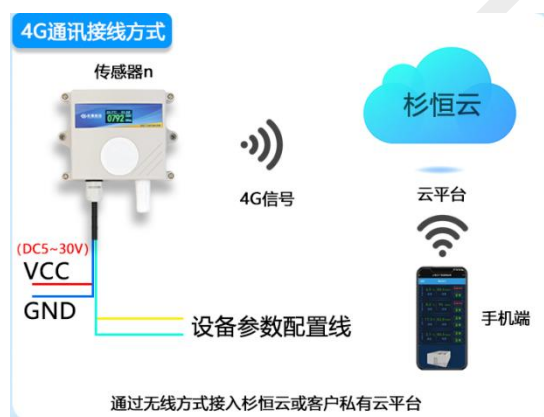 4G通讯接线方式
传感器n
杉恒云
0792
4G信号
云平台
(DC5~30V)
VCC
GND
设备参数配置线
手机端
通过无线方式接入杉恒云或客户私有云平台